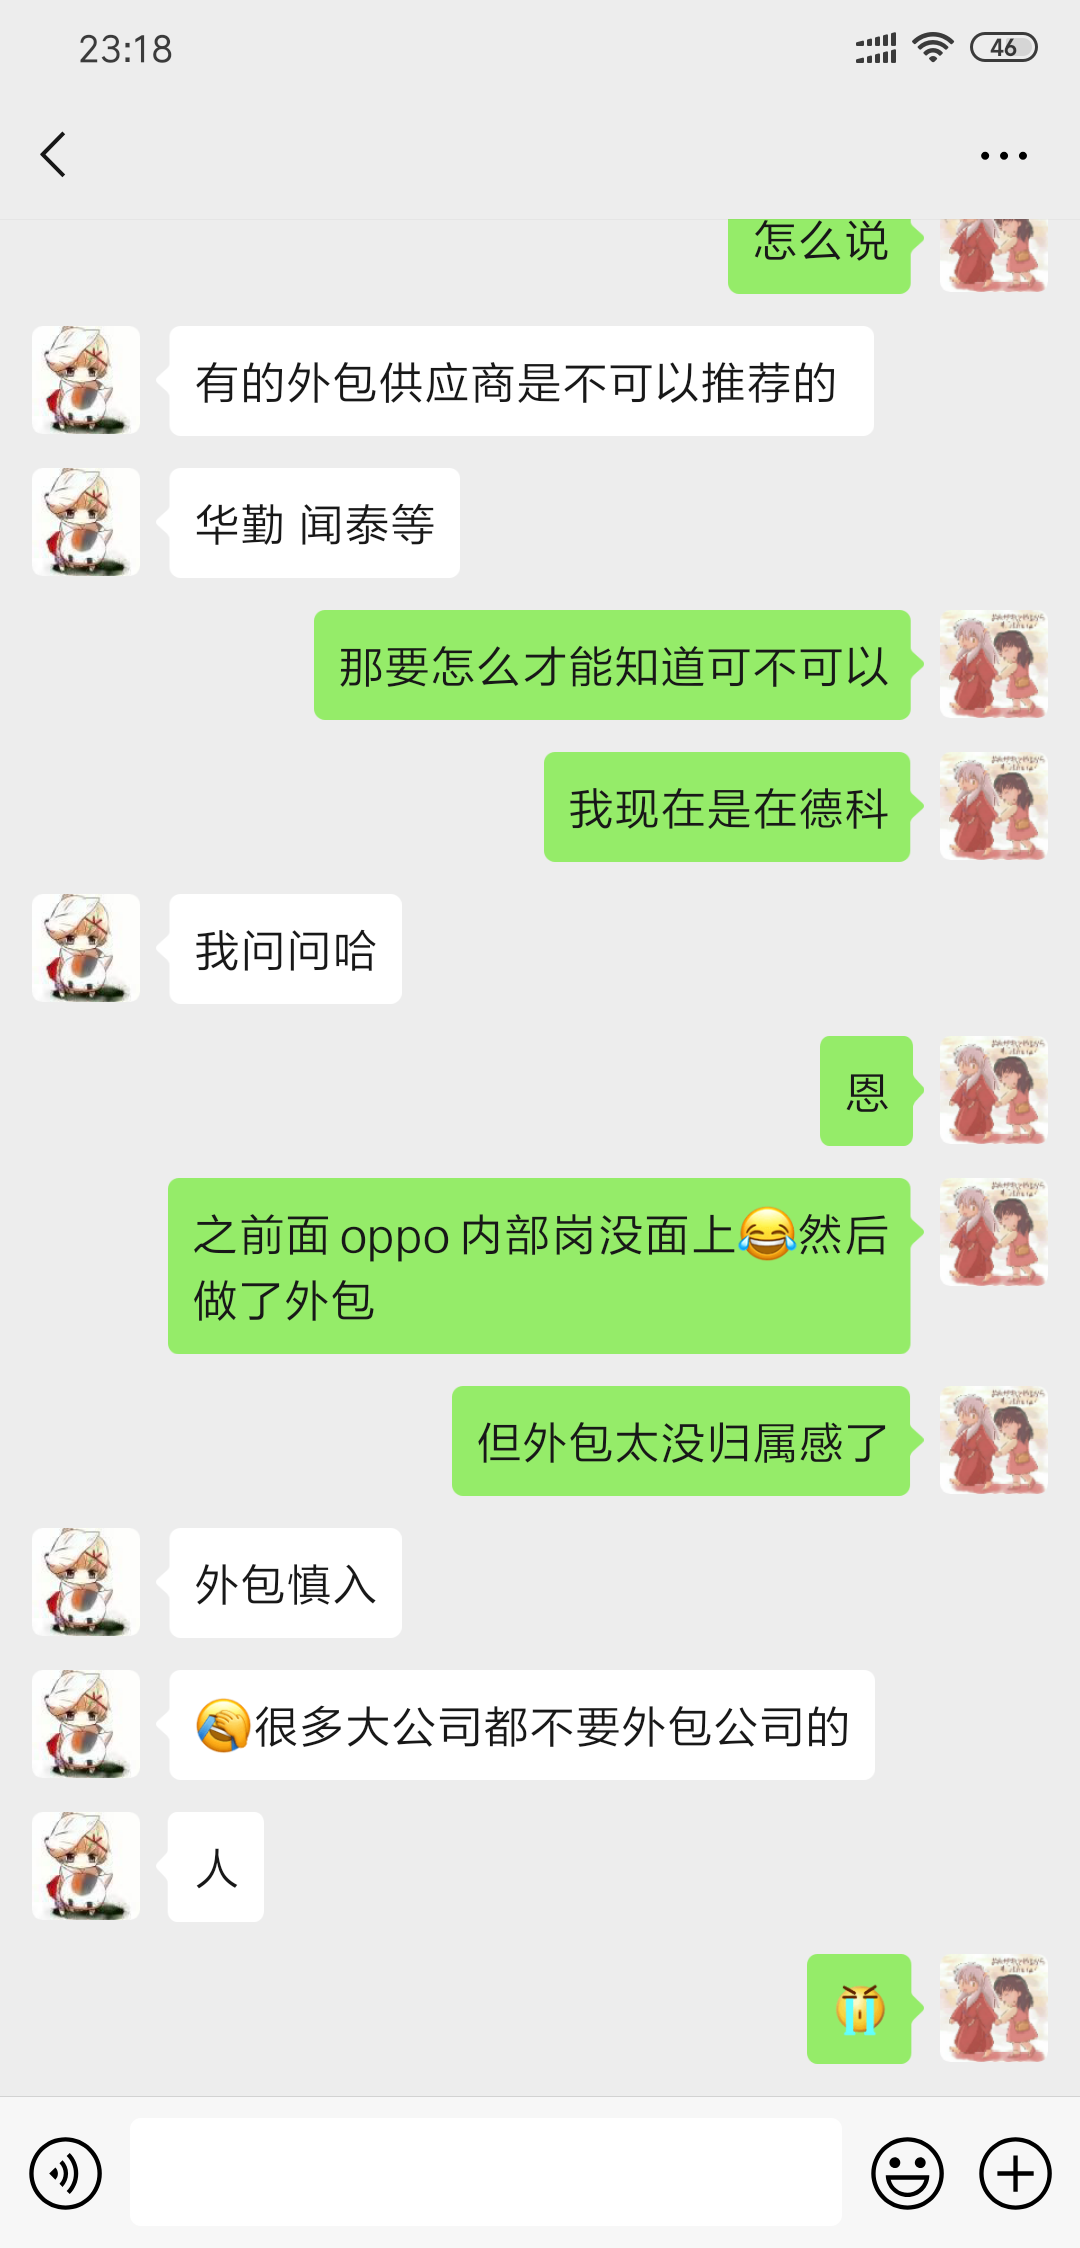 23:18
46
怎么说
有的外包供应商是不可以推荐的
华勤 闻泰等
那要怎么才能知道可不可以
我现在是在德科
我问问哈
恩
之前面oppo内部岗没面上😂然后
做了外包
但外包太没归属感了
外包慎入
🤦很多大公司都不要外包公司的
人
😭